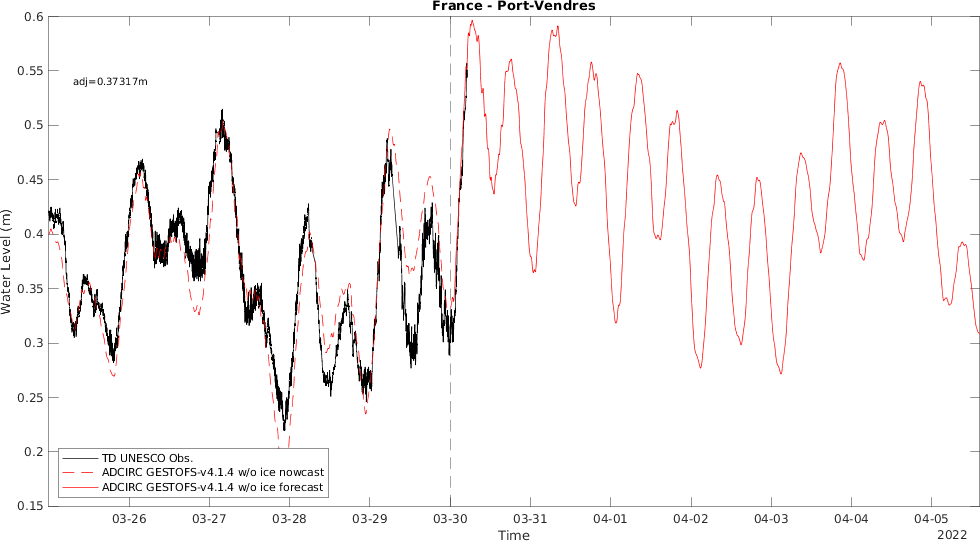 France - Port-Vendres
0.6
0.55
0.5
0.45
0.4
0.35
0.3
0.25
0.2
0.15
Water Level (m)
adj=0.37317m
TD UNESCO Obs.
ADCIRC GESTOFS-v4.1.4 w/o ice nowcast
ADCIRC GESTOFS-v4.1.4 w/o ice forecast
03-26 03-27 03-28 03-29 03-30 03-31 04-01 04-02 04-03 04-04 04-05
Time
2022